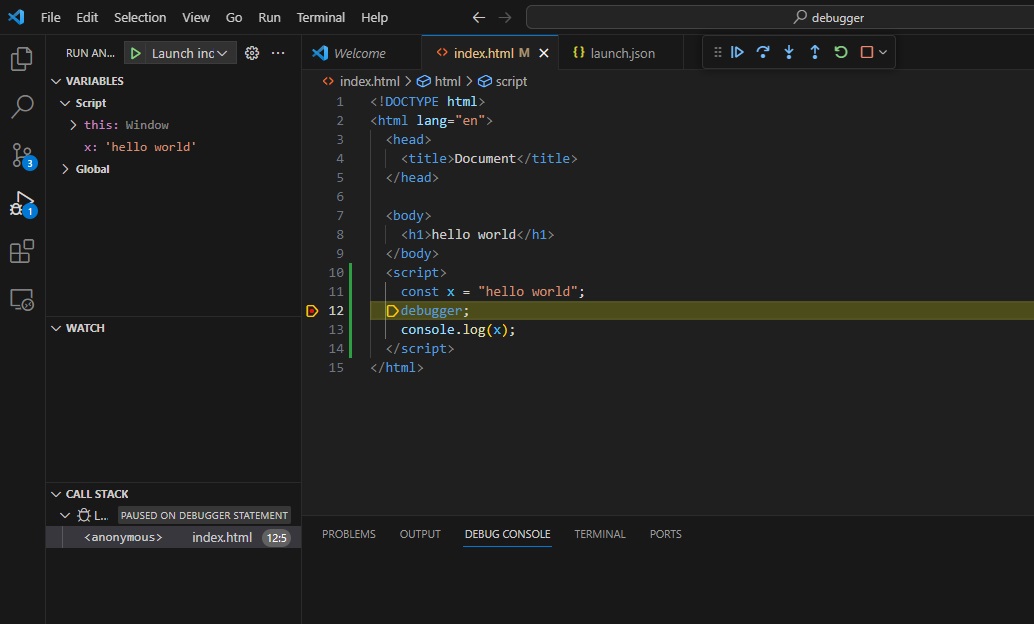 File Edit Selection View Go Run Terminal Help
debugger
RUN AN... Launch inc
VARIABLES
Script
this: Window
x: 'hello world'
Global
WATCH
CALL STACK
L... PAUSED ON DEBUGGER STATEMENT
<anonymous> index.html 12:5
3
1
Welcome index.html M launch.json
index.html > html > script
1 <!DOCTYPE html>
2 <html lang="en">
3 <head>
4 <title>Document</title>
5 </head>
6
7 <body>
8 <h1>hello world</h1>
9 </body>
10 <script>
11 const x = "hello world";
12 debugger;
13 console.log(x);
14 </script>
15 </html>
PROBLEMS OUTPUT DEBUG CONSOLE TERMINAL PORTS